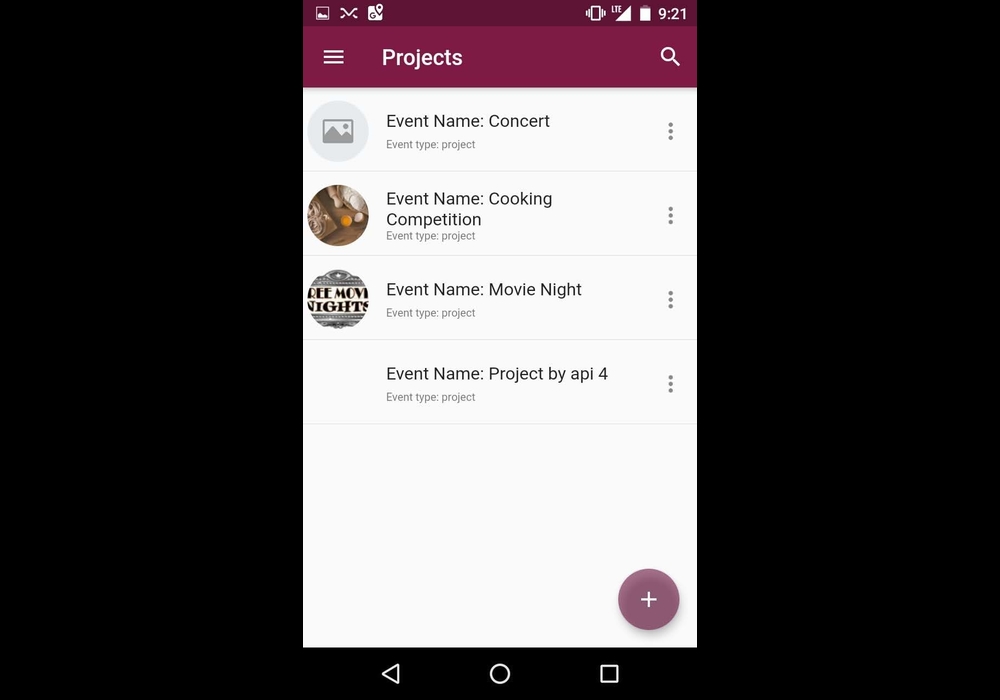 LTE 9:21
Projects
Event Name: Concert
Event type: project
Event Name: Cooking
Competition
Event type: project
REE MOVI
NIGHTS
Event Name: Movie Night
Event type: project
Event Name: Project by api 4
Event type: project